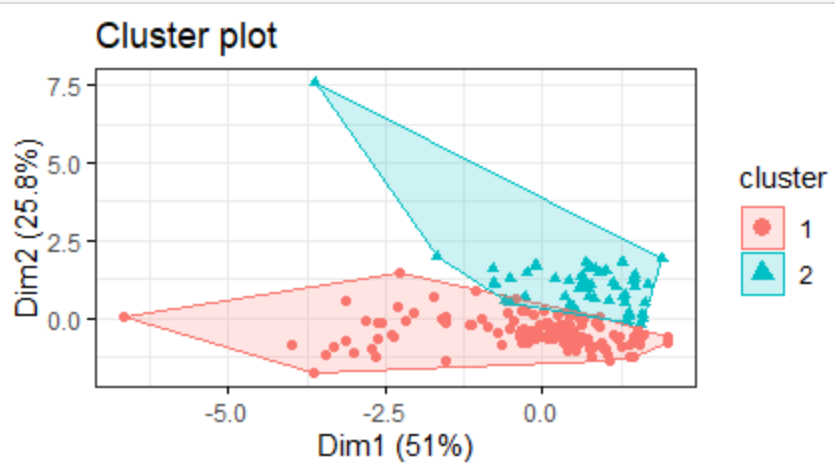 Cluster plot
7.5
5.0
2.5
0.0
Dim2 (25.8%)
-5.0
-2.5
0.0
Dim1 (51%)
cluster
1
2